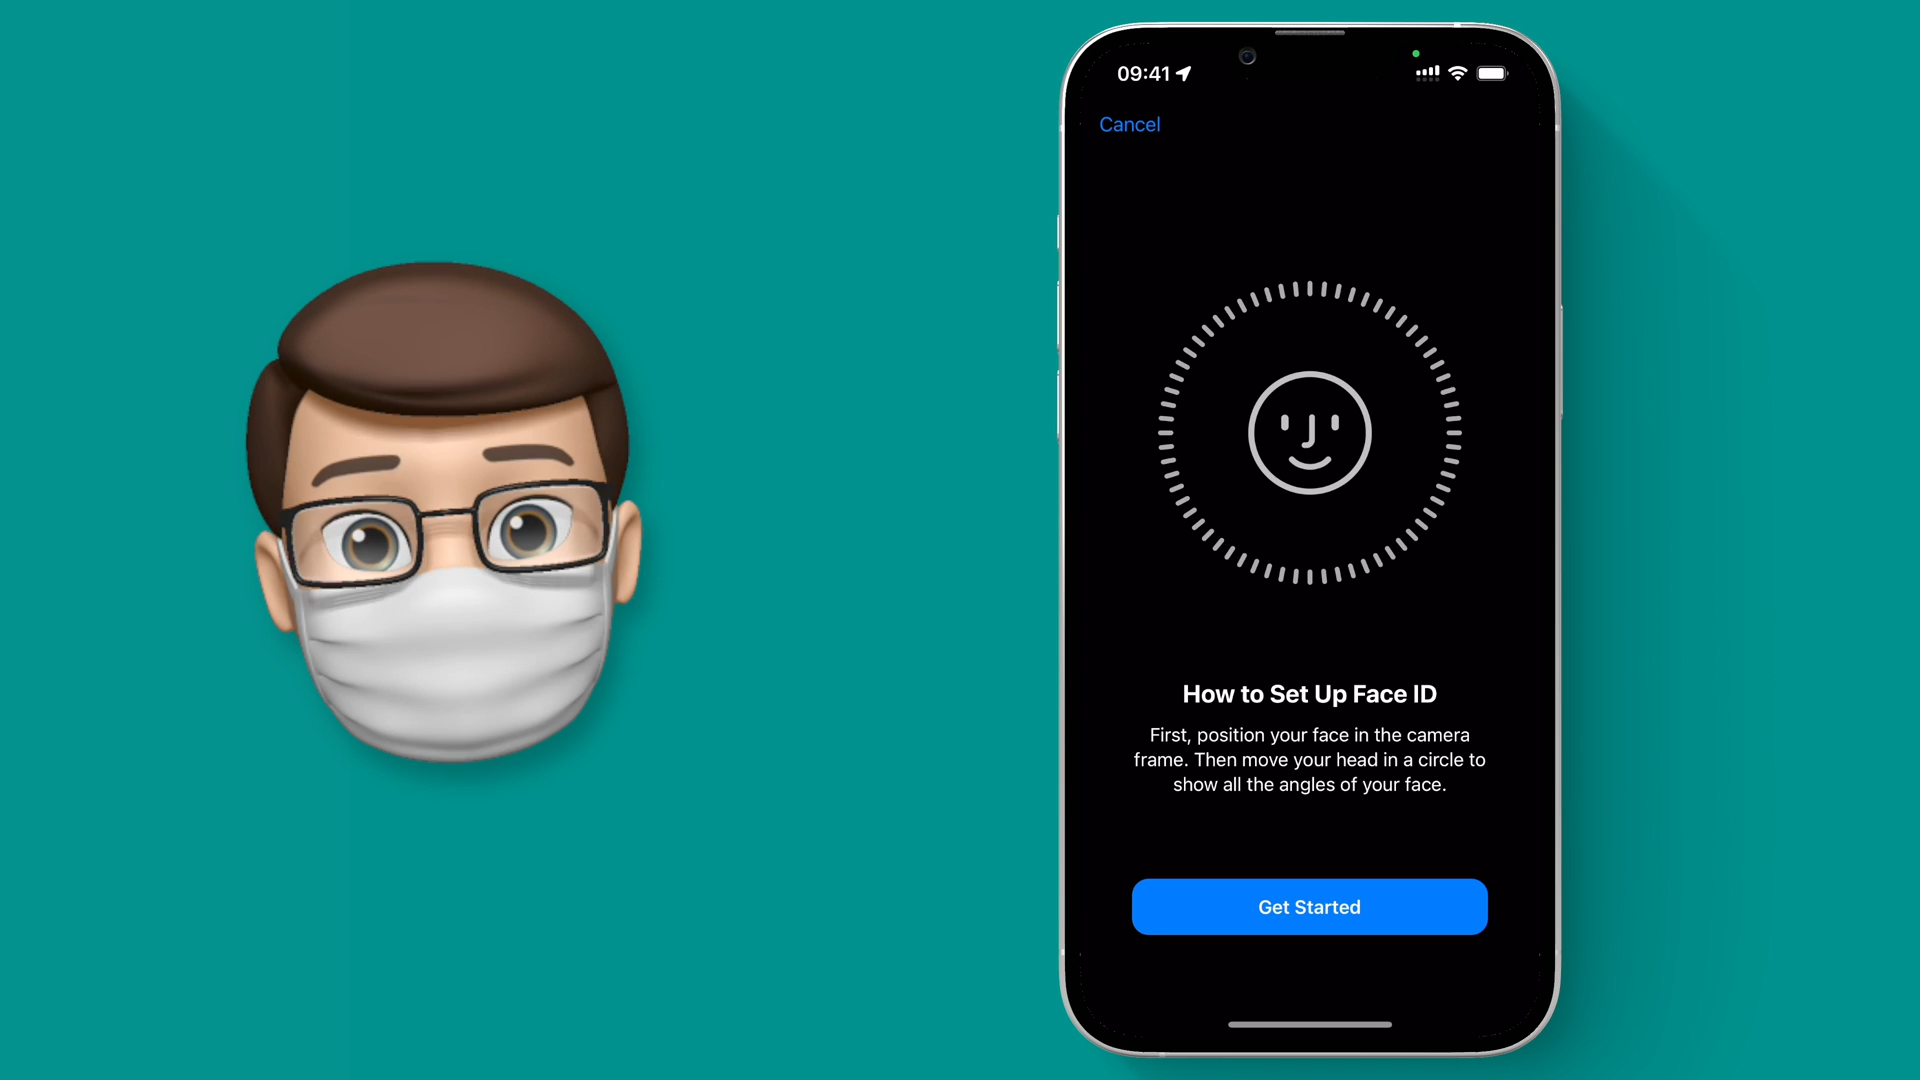 09:41
Cancel
How to Set Up Face ID
First, position your face in the camera
frame. Then move your head in a circle to
show all the angles of your face.
Get Started